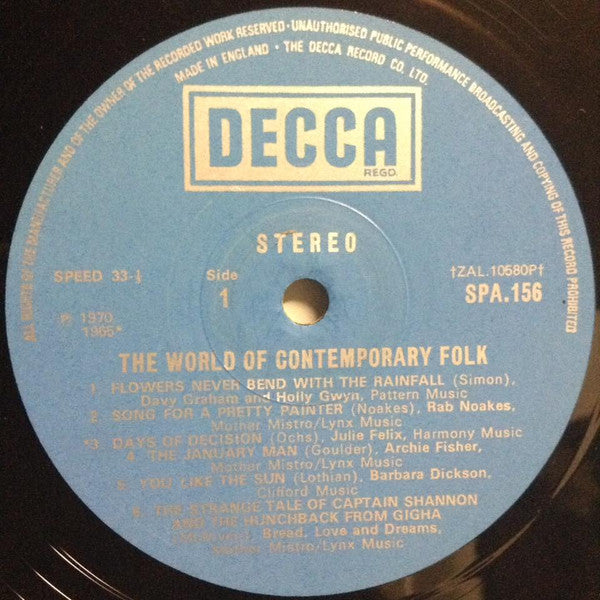 ALL RIGHTS OF THE MANUFACTURER AND OF THE OWNER OF THE RECORDED WORK RESERVED · UNAUTHORISED PUBLIC PERFORMANCE BROADCASTING AND COPYING OF THIS RECORD PROHIBITED
MADE IN ENGLAND · THE DECCA RECORD CO. LTD.
DECCA
REGD.
STEREO
SPEED 33-⅓
Side
1
†ZAL.10580P†
SPA.156
℗ 1970
1965*
THE WORLD OF CONTEMPORARY FOLK
1. FLOWERS NEVER BEND WITH THE RAINFALL (Simon),
Davy Graham and Holly Gwyn, Pattern Music
2. SONG FOR A PRETTY PAINTER (Noakes), Rab Noakes,
Mother Mistro/Lynx Music
*3. DAYS OF DECISION (Ochs), Julie Felix, Harmony Music
4. THE JANUARY MAN (Goulder), Archie Fisher,
Mother Mistro/Lynx Music
5. YOU LIKE THE SUN (Lothian), Barbara Dickson,
Clifford Music
6. THE STRANGE TALE OF CAPTAIN SHANNON
AND THE HUNCHBACK FROM GIGHA
Bread, Love and Dreams,
Mother Mistro/Lynx Music